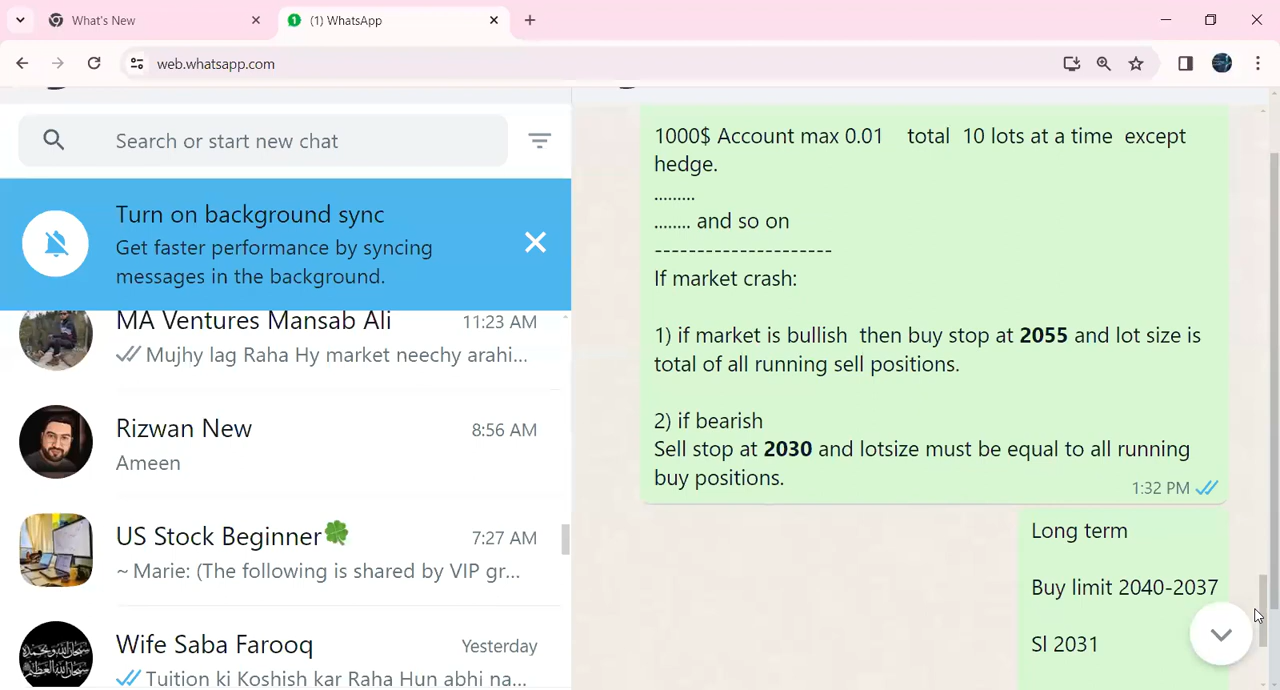 What's New
(1) WhatsApp
web.whatsapp.com
Search or start new chat
Turn on background sync
Get faster performance by syncing
messages in the background.
MA Ventures Mansab Ali
11:23 AM
Mujhy lag Raha Hy market neechy arahi...
Rizwan New
8:56 AM
Ameen
US Stock Beginner🍀
7:27 AM
~ Marie: (The following is shared by VIP gr...
Wife Saba Farooq
Yesterday
Tuition ki Koshish kar Raha Hun abhi na...
1000$ Account max 0.01 total 10 lots at a time except
hedge.
.........
........ and so on
---------------------
If market crash:
1) if market is bullish then buy stop at 2055 and lot size is
total of all running sell positions.
2) if bearish
Sell stop at 2030 and lotsize must be equal to all running
buy positions.
1:32 PM
Long term
Buy limit 2040-2037
Sl 2031